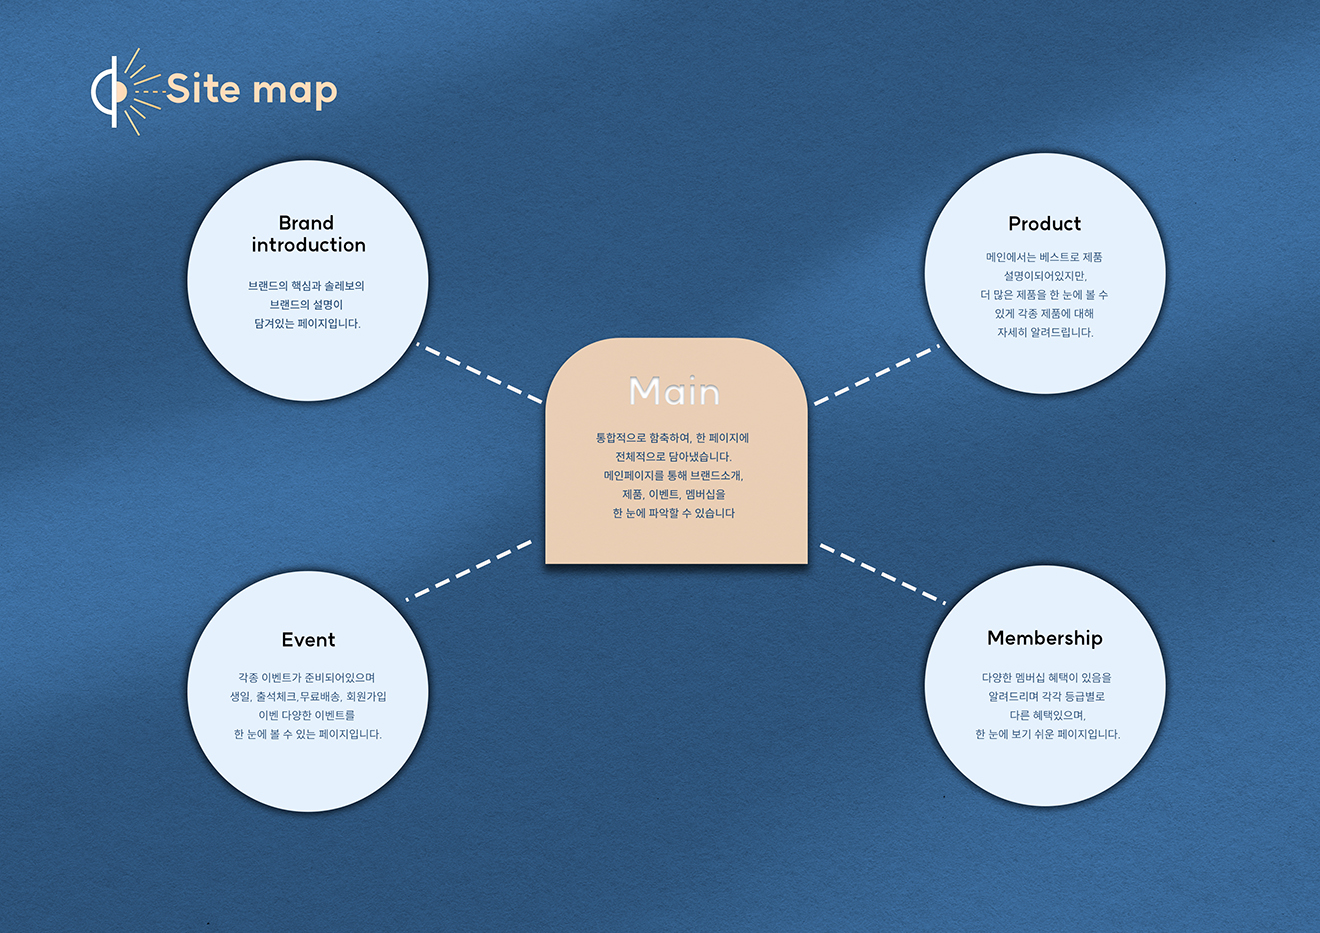 Site map
Brand
introduction
브랜드의 핵심과 솔레보의
브랜드의 설명이
담겨있는 페이지입니다.
Product
메인에서는 베스트로 제품
설명이되어있지만,
더 많은 제품을 한 눈에 볼 수
있게 각종 제품에 대해
자세히 알려드립니다.
Main
통합적으로 함축하여, 한 페이지에
전체적으로 담아냈습니다.
메인페이지를 통해 브랜드소개,
제품, 이벤트, 멤버십을
한 눈에 파악할 수 있습니다
Event
각종 이벤트가 준비되어있으며
생일, 출석체크,무료배송, 회원가입
이벤 다양한 이벤트를
한 눈에 볼 수 있는 페이지입니다.
Membership
다양한 멤버십 혜택이 있음을
알려드리며 각각 등급별로
다른 혜택있으며,
한 눈에 보기 쉬운 페이지입니다.